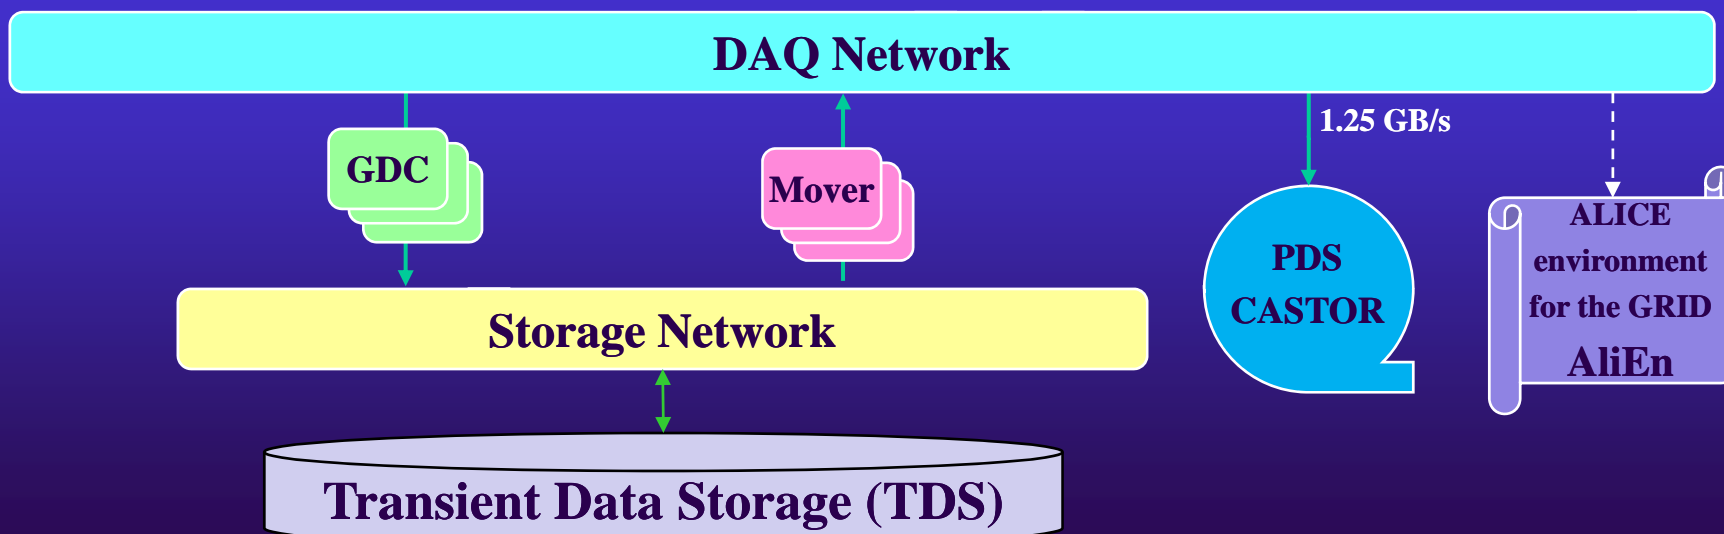 DAQ Network
1.25 GB/s
GDC
Mover
PDS
CASTOR
ALICE
environment
for the GRID
AliEn
Storage Network
Transient Data Storage (TDS)